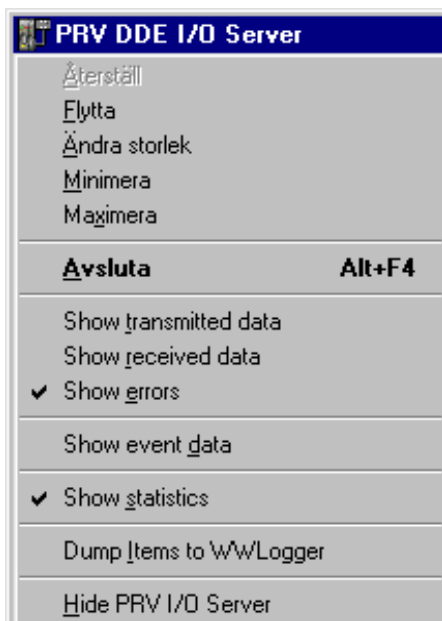 PRV DDE I/O Server
Återställ
Flytta
Ändra storlek
Minimera
Maximera
Avsluta Alt+F4
Show transmitted data
Show received data
Show errors
Show event data
Show statistics
Dump Items to WWLogger
Hide PRV I/O Server